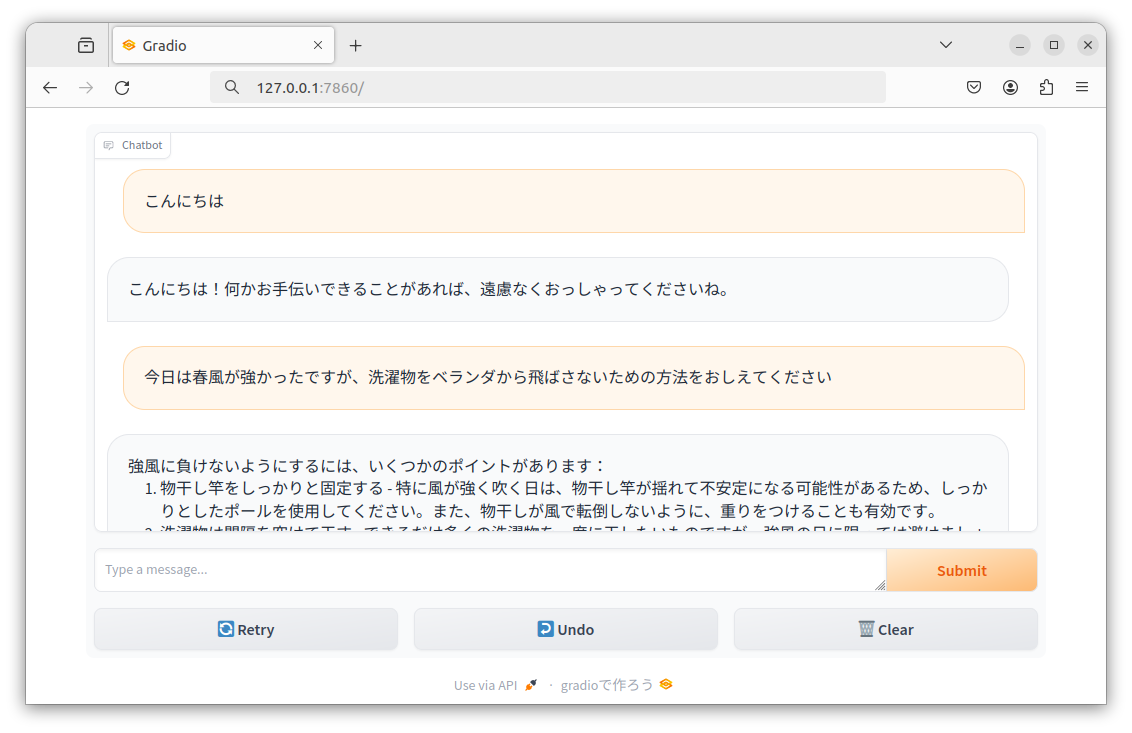 Gradio
127.0.0.1:7860/
Chatbot
こんにちは
こんにちは！何かお手伝いできることがあれば、遠慮なくおっしゃってくださいね。
今日は春風が強かったですが、洗濯物をベランダから飛ばさないための方法をおしえてください
強風に負けないようにするには、いくつかのポイントがあります：
1. 物干し竿をしっかりと固定する - 特に風が強く吹く日は、物干し竿が揺れて不安定になる可能性があるため、しっか
りとしたポールを使用してください。また、物干しが風で転倒しないように、重りをつけることも有効です。
Type a message...
Submit
Retry
Undo
Clear
Use via API · gradioで作ろう